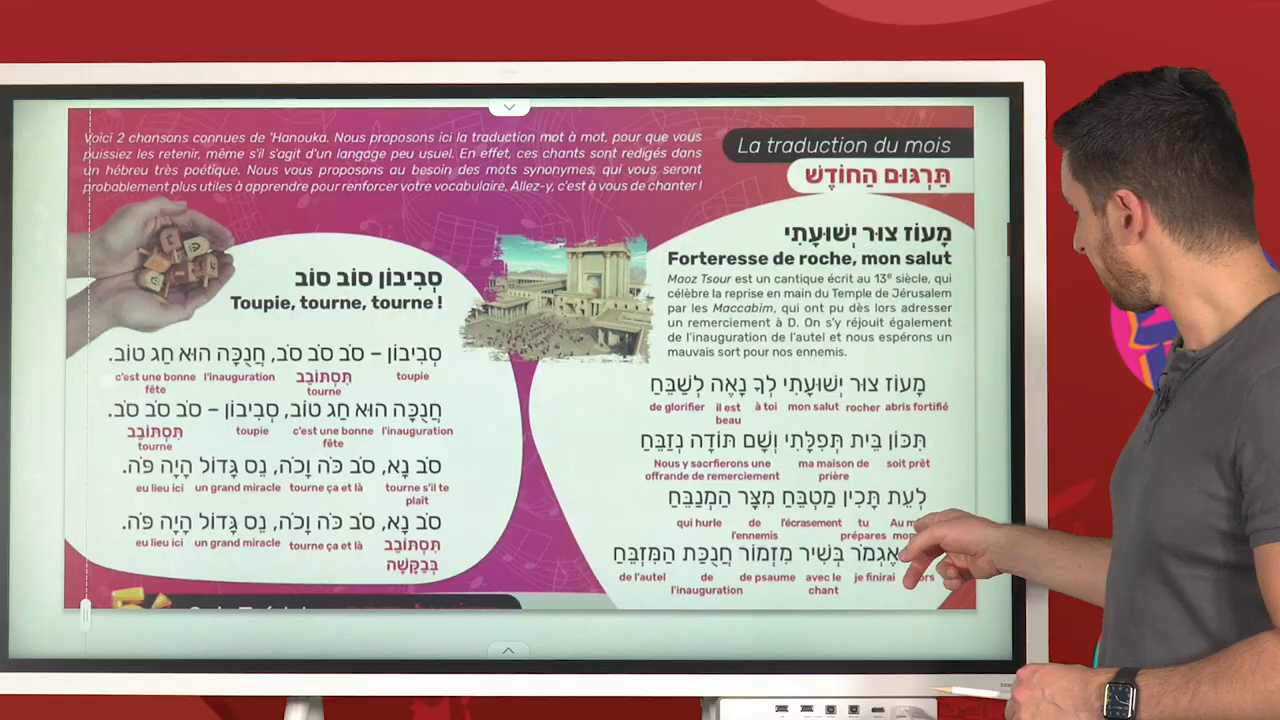 Voici 2 chansons connues de 'Hanouka. Nous proposons ici la traduction mot à mot, pour que vous
puissiez les retenir, même s'il s'agit d'un langage peu usuel. En effet, ces chants sont redigés dans
un hébreu très poétique. Nous vous proposons au besoin des mots synonymes, qui vous seront
probablement plus utiles à apprendre pour renforcer votre vocabulaire. Allez-y, c'est à vous de chanter !
La traduction du mois
תַּרְגּוּם הַחוֹדֶשׁ
מָעוֹז צוּר יְשׁוּעָתִי
Forteresse de roche, mon salut
Maoz Tsour est un cantique écrit au 13e siècle, qui
célèbre la reprise en main du Temple de Jérusalem
par les Maccabim, qui ont pu dès lors adresser
un remerciement à D. On s'y réjouit également
de l'inauguration de l'autel et nous espérons un
mauvais sort pour nos ennemis.
מָעוֹז צוּר יְשׁוּעָתִי לְךָ נָאֶה לְשַׁבֵּחַ
de glorifier il est à toi mon salut rocher abris fortifié
beau
תִּכּוֹן בֵּית תְּפִלָּתִי וְשָׁם תּוֹדָה נְזַבֵּחַ
Nous y sacrfierons une ma maison de soit prêt
offrande de remerciement prière
לְעֵת תָּכִין מַטְבֵּחַ מִצָּר הַמְנַבֵּחַ
qui hurle de l'écrasement tu Au
l'ennemis prépares
אֶגְמֹר בְּשִׁיר מִזְמוֹר חֲנֻכַּת הַמִּזְבֵּחַ
de l'autel de de psaume avec le je finirai
l'inauguration chant
סְבִיבוֹן סוֹב סוֹב
Toupie, tourne, tourne !
סְבִיבוֹן – סֹב סֹב סֹב, חֲנֻכָּה הוּא חַג טוֹב.
c'est une bonne l'inauguration תִּסְתּוֹבֵב toupie
fête tourne
חֲנֻכָּה הוּא חַג טוֹב, סְבִיבוֹן – סֹב סֹב סֹב.
תִּסְתּוֹבֵב toupie c'est une bonne l'inauguration
tourne fête
סֹב נָא, סֹב כֹּה וָכֹה, נֵס גָּדוֹל הָיָה פֹּה.
eu lieu ici un grand miracle tourne ça et là tourne s'il te
plaît
סֹב נָא, סֹב כֹּה וָכֹה, נֵס גָּדוֹל הָיָה פֹּה.
eu lieu ici un grand miracle tourne ça et là תִּסְתּוֹבֵב
בְּבַקָּשָׁה